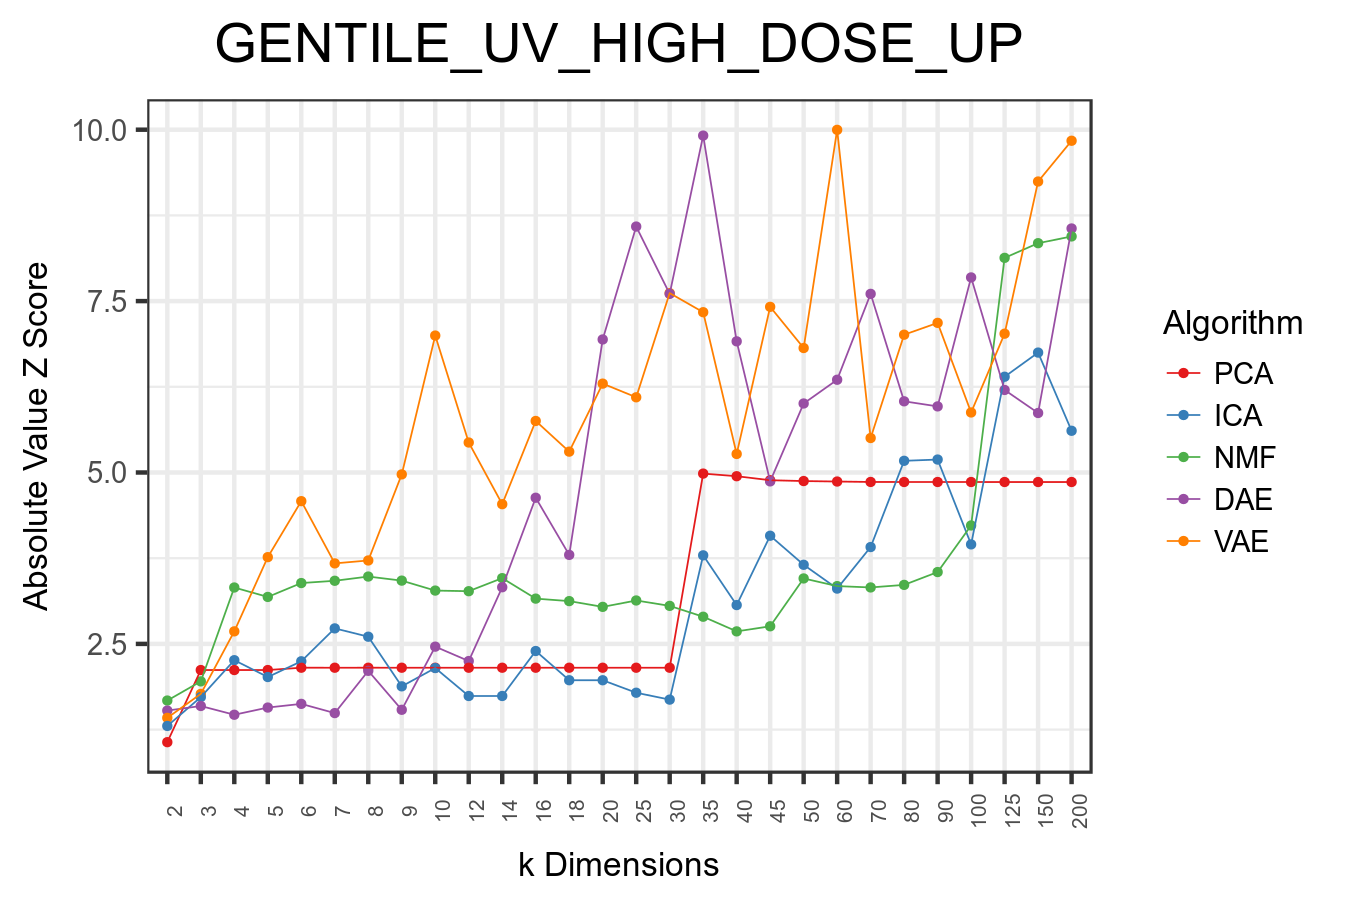 GENTILE_UV_HIGH_DOSE_UP
Absolute Value Z Score
10.0
7.5
5.0
2.5
2 3 4 5 6 7 8 9 10 12 14 16 18 20 25 30 35 40 45 50 60 70 80 90 100 125 150 200
k Dimensions
Algorithm
PCA
ICA
NMF
DAE
VAE